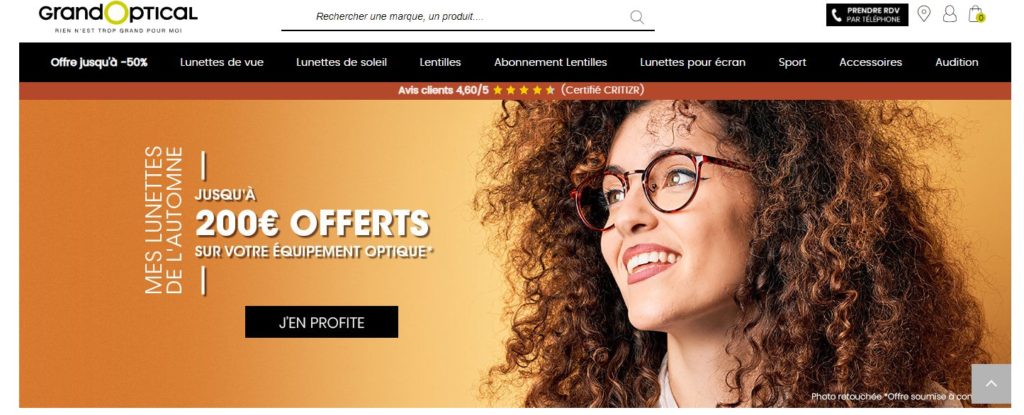 GrandOptical
RIEN N'EST TROP GRAND POUR MOI
Rechercher une marque, un produit....
PRENDRE RDV
PAR TÉLÉPHONE
0
Offre jusqu'à -50% Lunettes de vue Lunettes de soleil Lentilles Abonnement Lentilles Lunettes pour écran Sport Accessoires Audition
Avis clients 4,60/5 (Certifié CRITIZR)
MES LUNETTES
DE L'AUTOMNE
JUSQU'À
200€ OFFERTS
SUR VOTRE ÉQUIPEMENT OPTIQUE*
J'EN PROFITE
Photo retouchée *Offre soumise à con